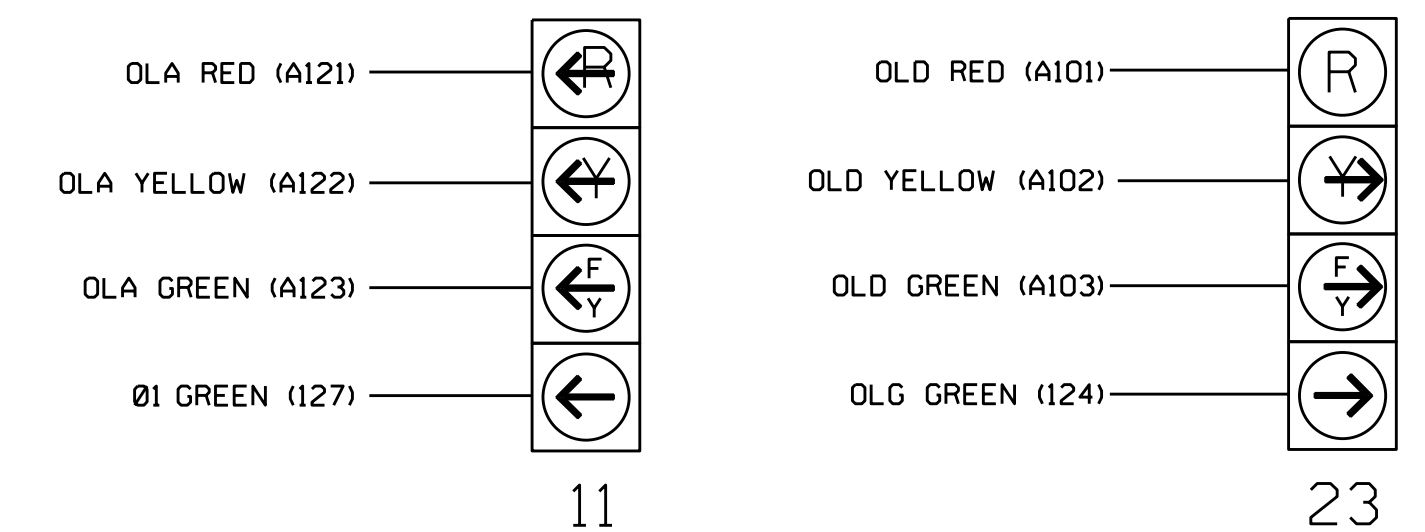 OLA RED (A121)
R
OLA YELLOW (A122)
Y
OLA GREEN (A123)
F
Y
Ø1 GREEN (127)
11
OLD RED (A101)
R
OLD YELLOW (A102)
Y
OLD GREEN (A103)
F
Y
OLG GREEN (124)
23